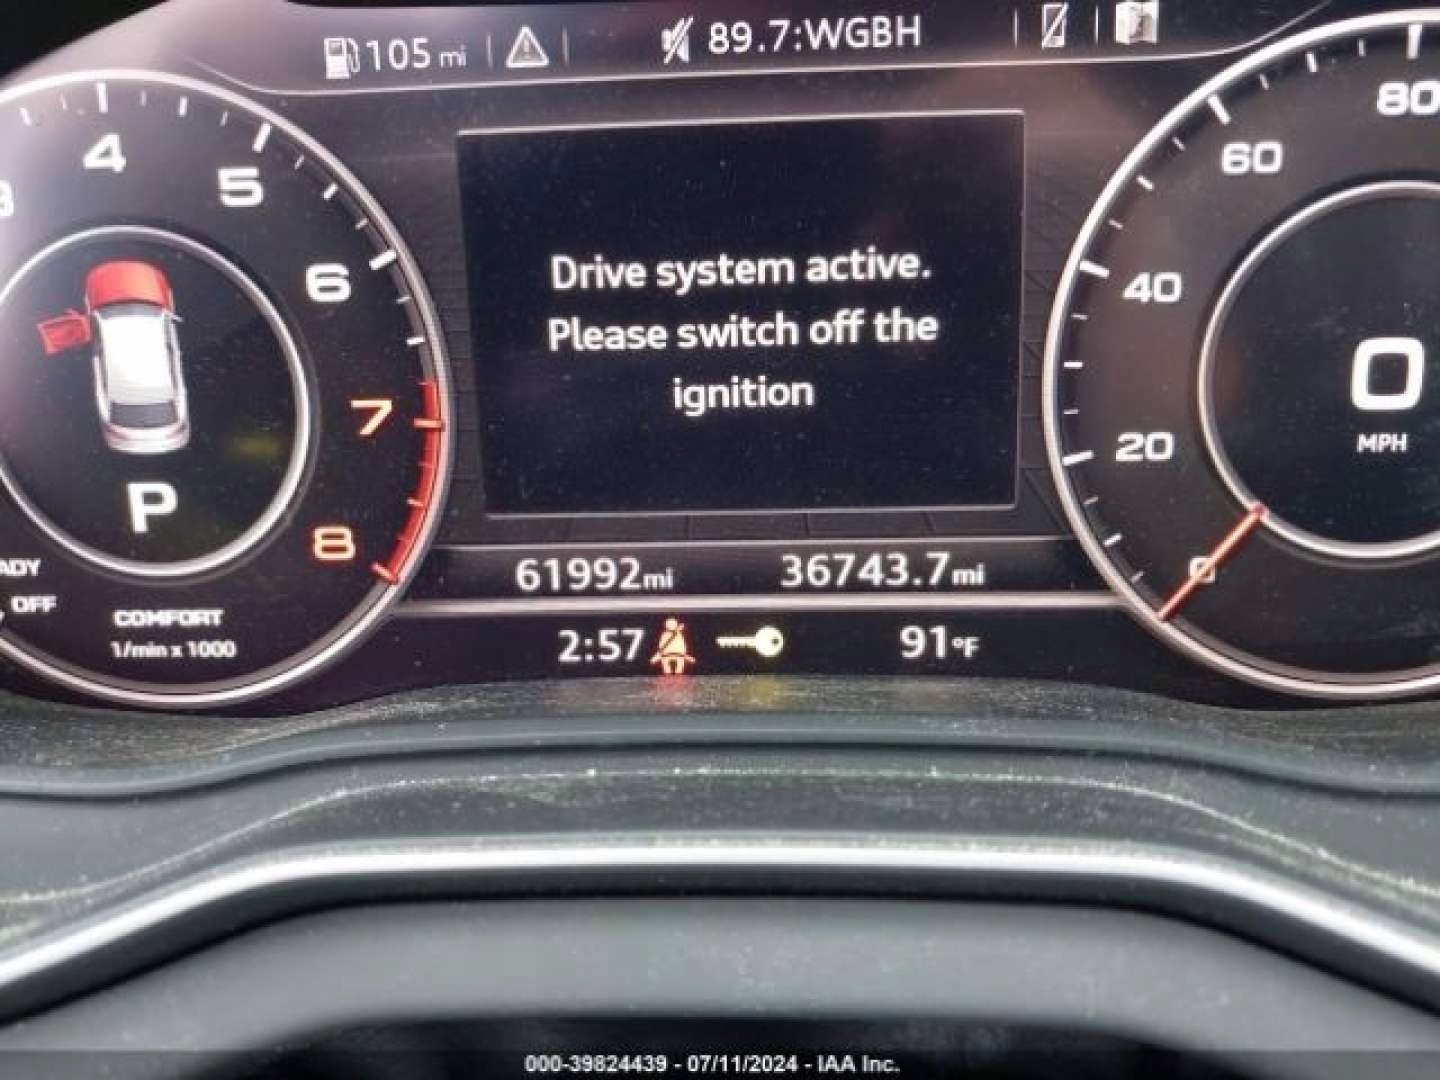 105 mi
89.7:WGBH
4
5
6
7
8
P
OFF
COMFORT
1/min x 1000
Drive system active.
Please switch off the
ignition
61992mi
36743.7mi
2:57
91°F
80
60
40
20
0
0
MPH
000-39824439 - 07/11/2024 - IAA Inc.